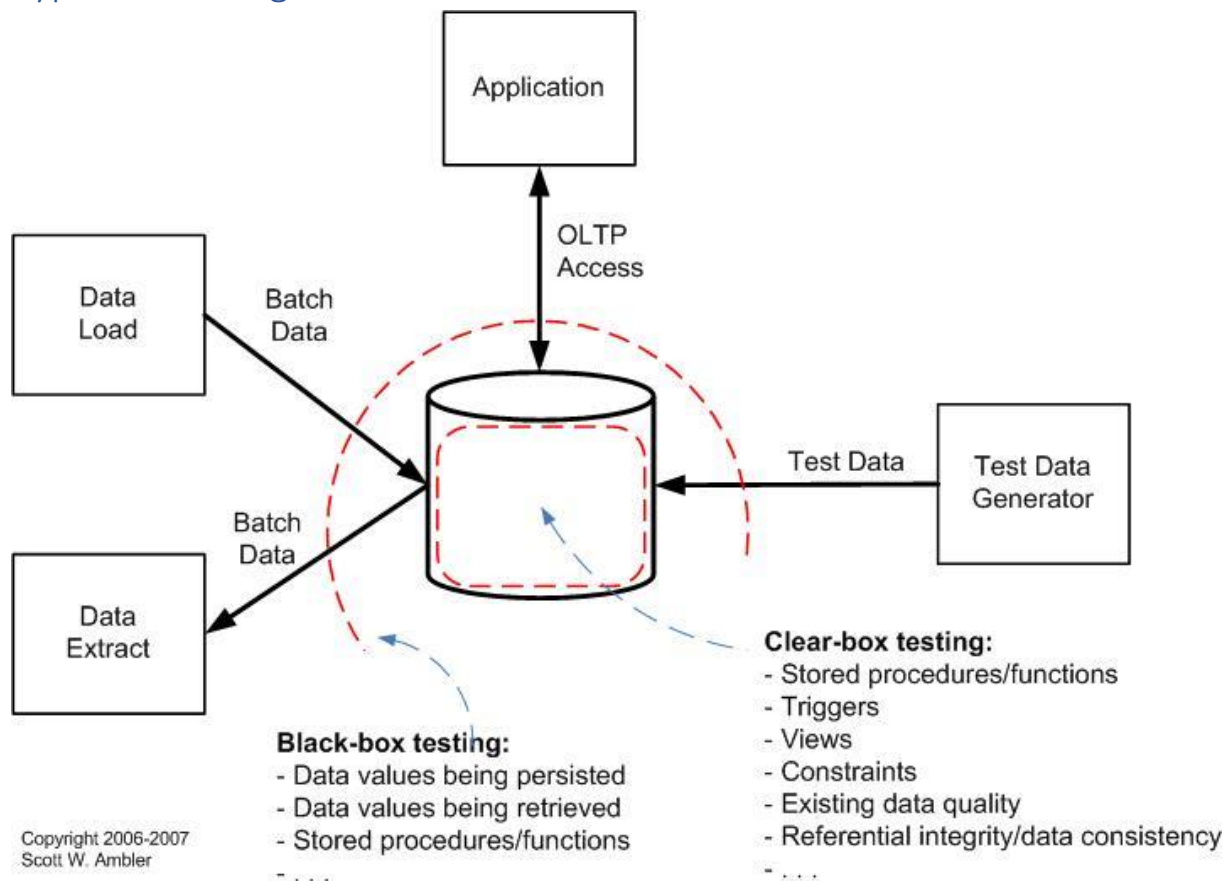 Application
OLTP
Access
Data
Load
Batch
Data
Test Data
Test Data
Generator
Batch
Data
Data
Extract
Clear-box testing:
- Stored procedures/functions
- Triggers
- Views
- Constraints
- Existing data quality
- Referential integrity/data consistency
- . . .
Black-box testing:
- Data values being persisted
- Data values being retrieved
- Stored procedures/functions
- . . .
Copyright 2006-2007
Scott W. Ambler